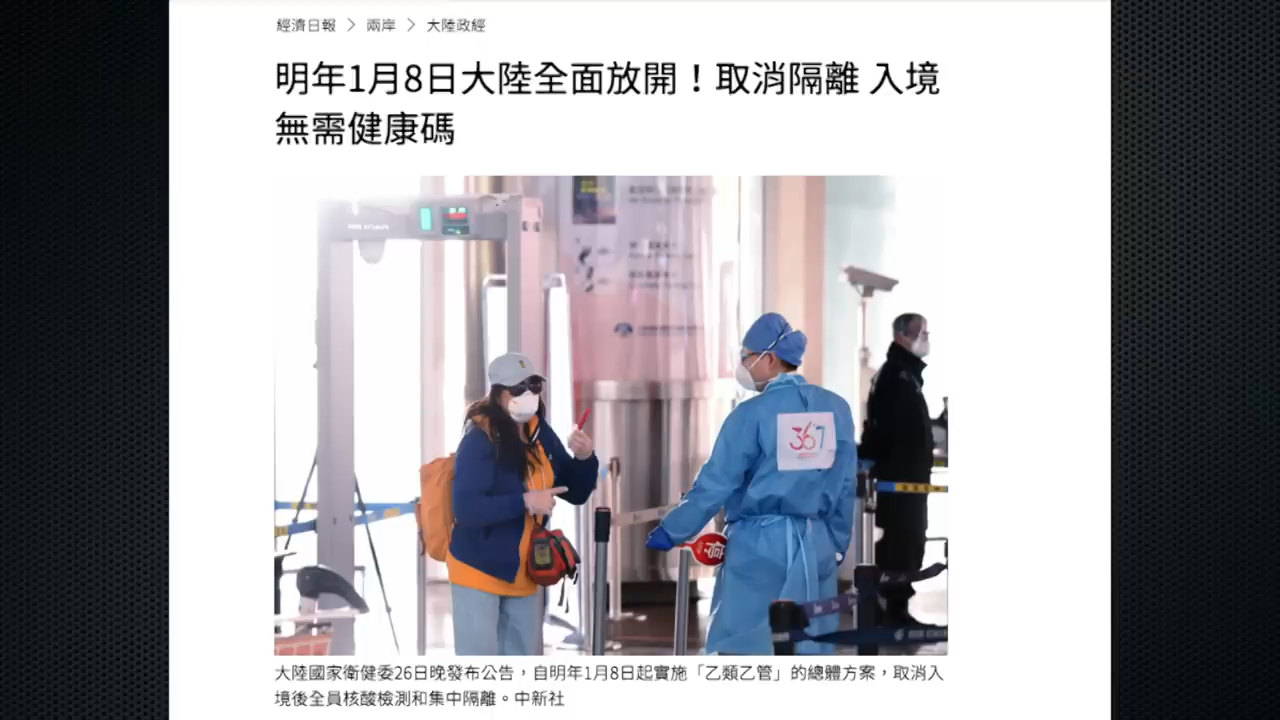 經濟日報 > 兩岸 > 大陸政經
明年1月8日大陸全面放開！取消隔離 入境
無需健康碼
367
大陸國家衛健委26日晚發布公告，自明年1月8日起實施「乙類乙管」的總體方案，取消入
境後全員核酸檢測和集中隔離。中新社